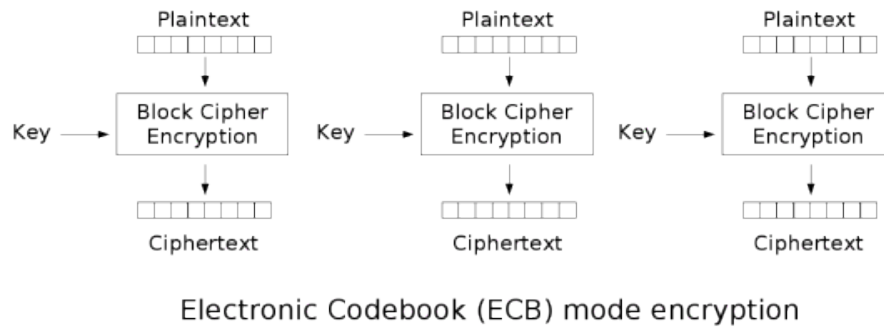 Plaintext Plaintext Plaintext
Block Cipher Encryption Block Cipher Encryption Block Cipher Encryption
Key Key Key
Ciphertext Ciphertext Ciphertext
Electronic Codebook (ECB) mode encryption